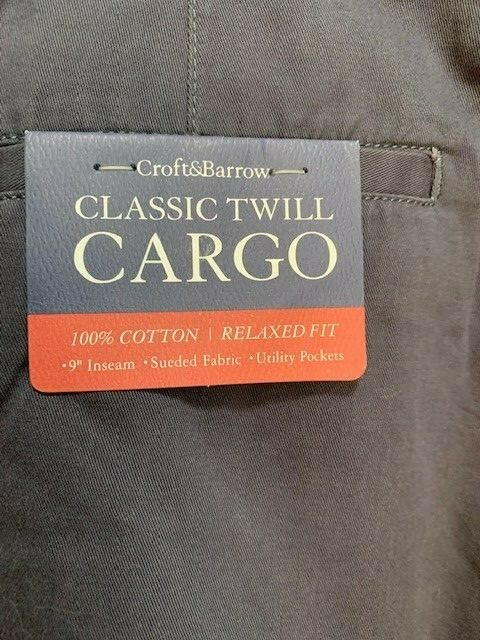 Croft&Barrow
CLASSIC TWILL
CARGO
100% COTTON | RELAXED FIT
•9" Inseam •Sueded Fabric •Utility Pockets